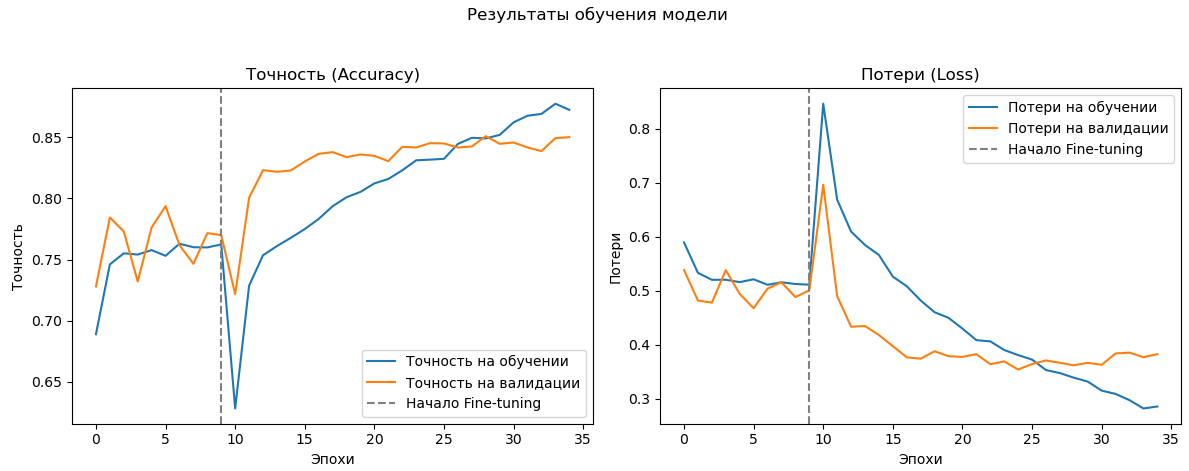 Результаты обучения модели
Точность (Accuracy)
Точность
0.85
0.80
0.75
0.70
0.65
Точность на обучении
Точность на валидации
Начало Fine-tuning
0 5 10 15 20 25 30 35
Эпохи
Потери (Loss)
Потери
0.8
0.7
0.6
0.5
0.4
0.3
Потери на обучении
Потери на валидации
Начало Fine-tuning
0 5 10 15 20 25 30 35
Эпохи